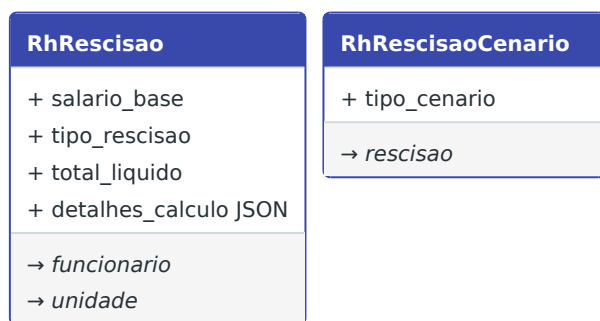 RhRescisao
+ salario_base
+ tipo_rescisao
+ total_liquido
+ detalhes_calculo JSON
→ funcionario
→ unidade
RhRescisaoCenario
+ tipo_cenario
→ rescisao